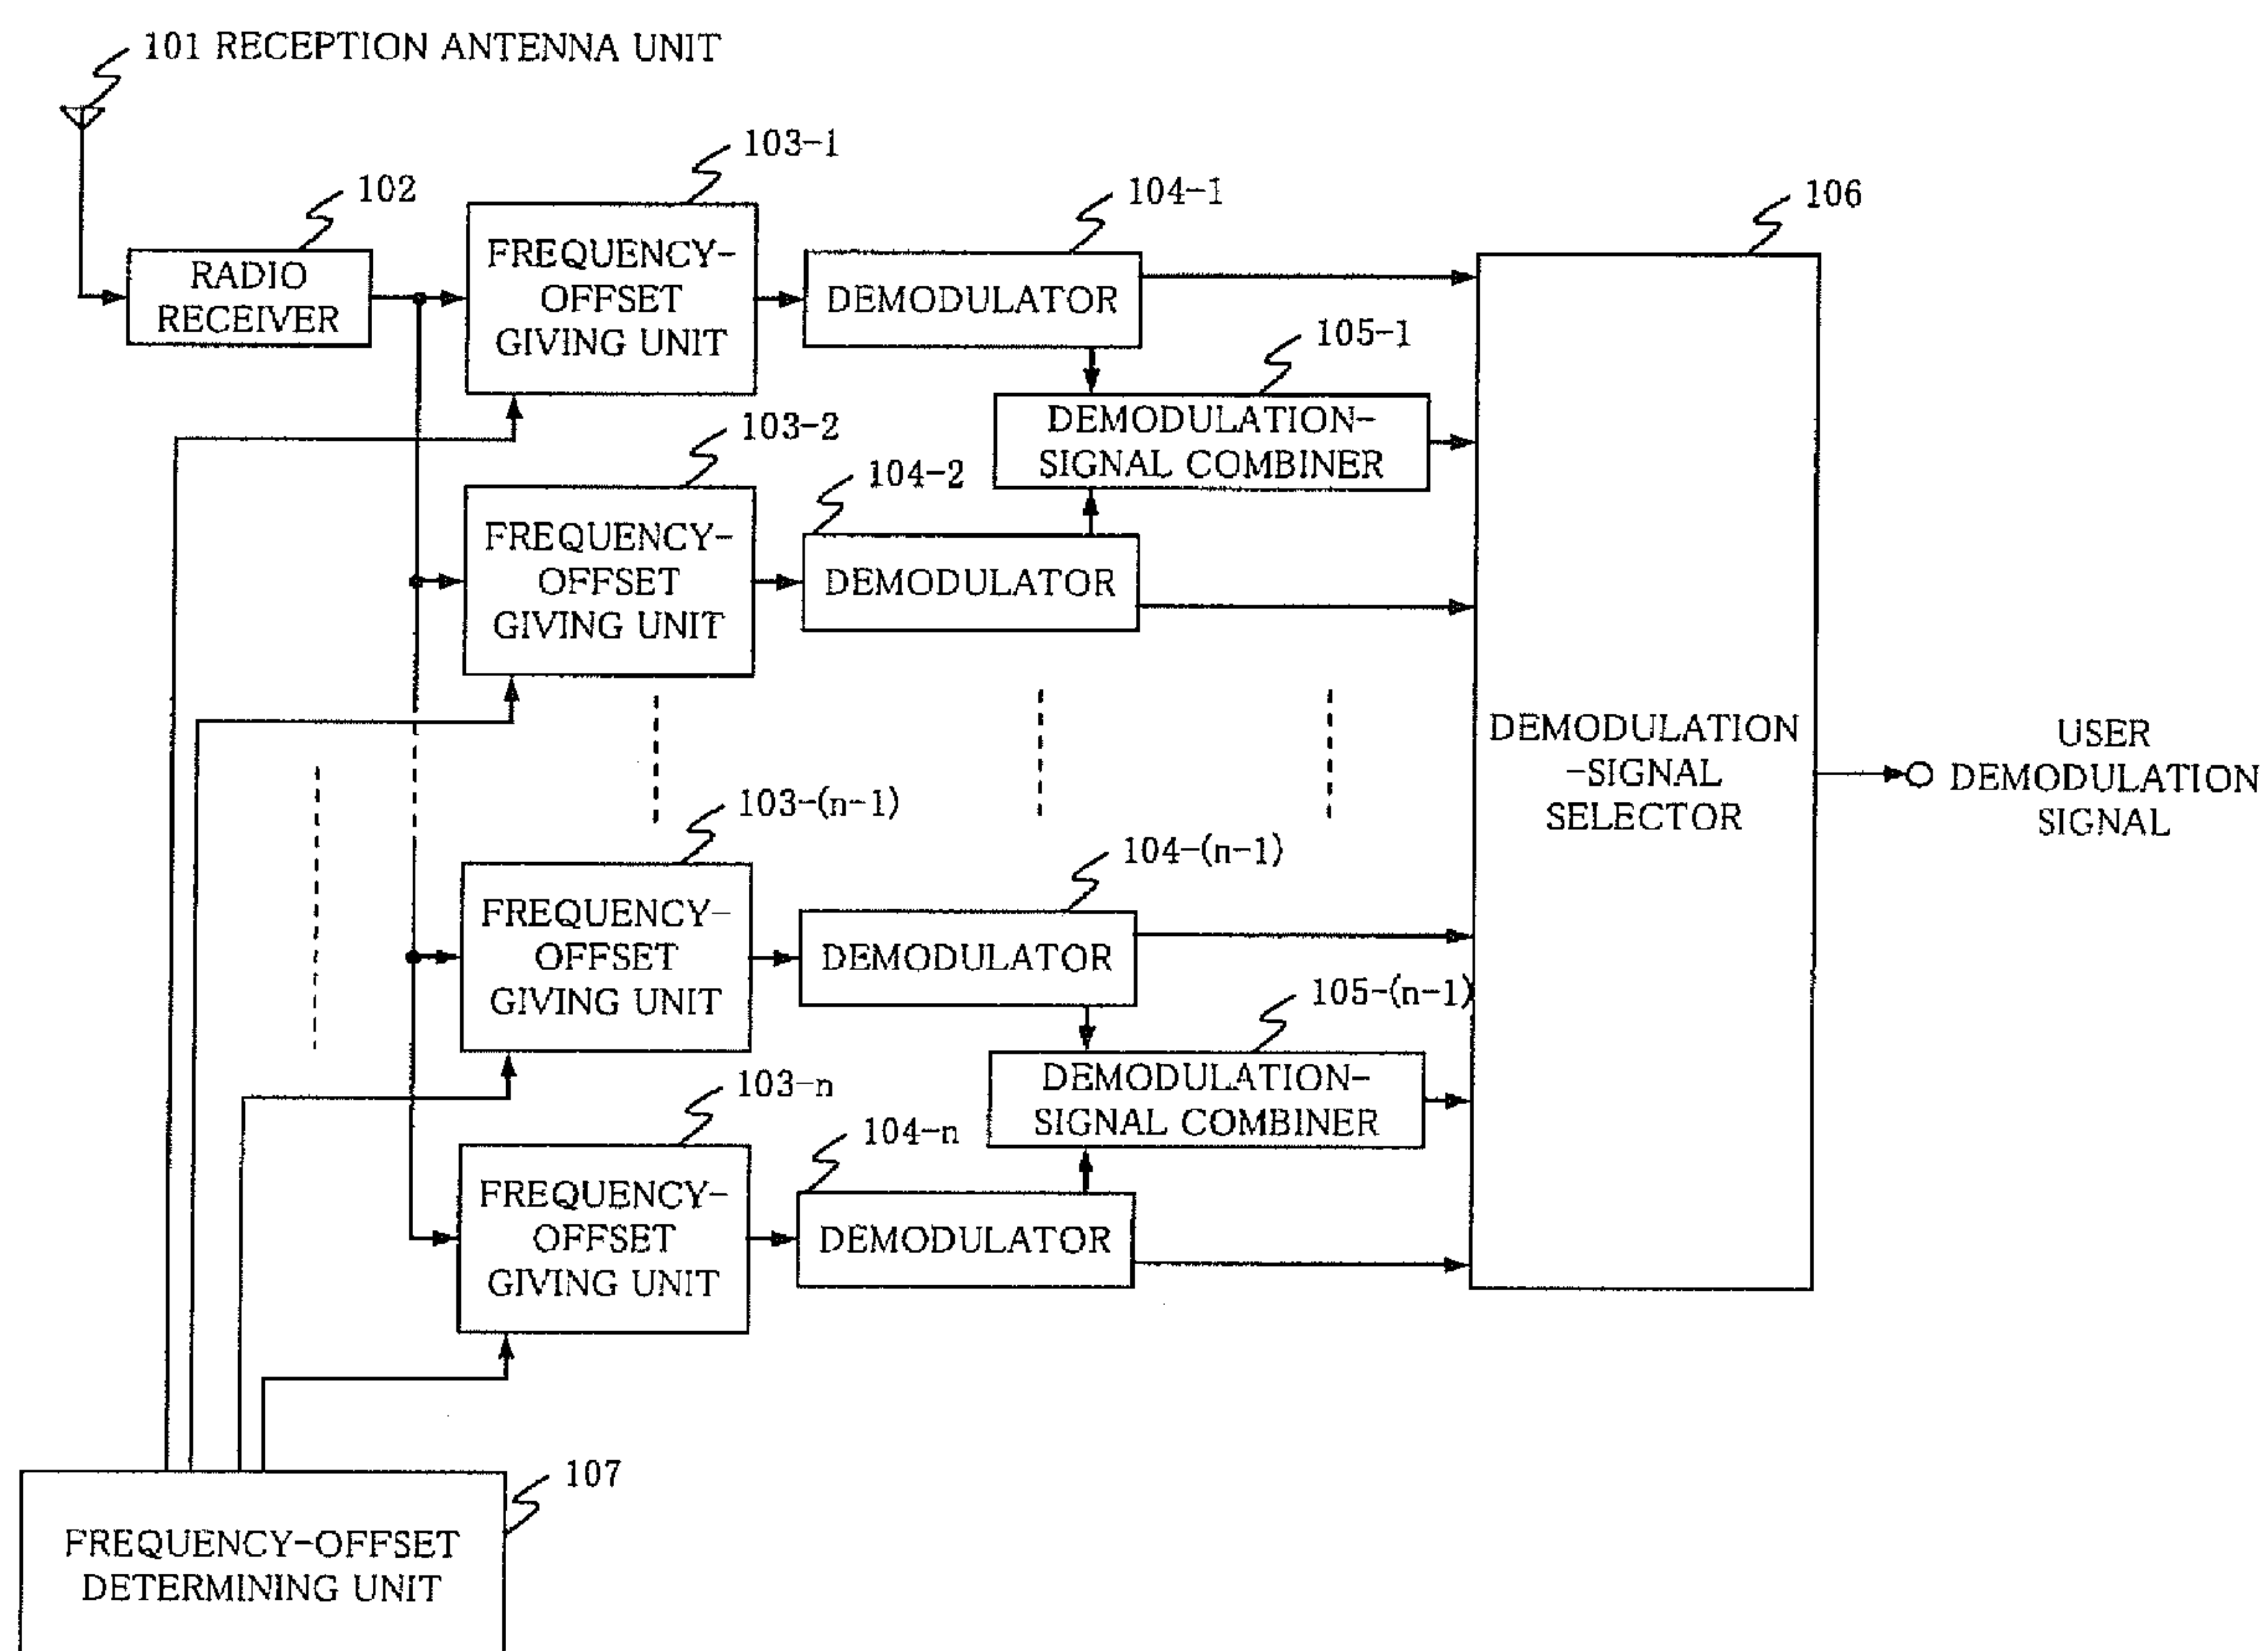 101 RECEPTION ANTENNA UNIT
103-1
102
104-1
106
FREQUENCY-
OFFSET
GIVING UNIT
RADIO
RECEIVER
DEMODULATOR
105-1
DEMODULATION-
SIGNAL COMBINER
103-2
104-2
FREQUENCY-
OFFSET
GIVING UNIT
DEMODULATOR
DEMODULATION
-SIGNAL
SELECTOR
USER
DEMODULATION
SIGNAL
103-(n-1)
104-(n-1)
FREQUENCY-
OFFSET
GIVING UNIT
DEMODULATOR
105-(n-1)
DEMODULATION-
SIGNAL COMBINER
103-n
104-n
FREQUENCY-
OFFSET
GIVING UNIT
DEMODULATOR
107
FREQUENCY-OFFSET
DETERMINING UNIT